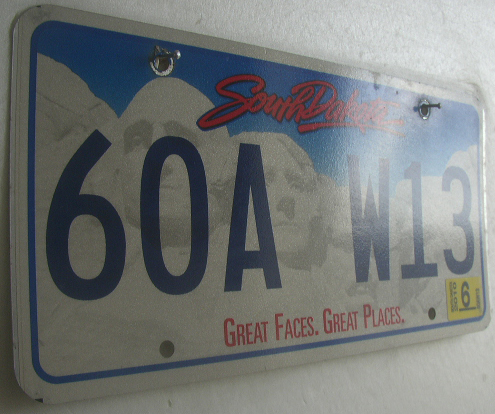 South Dakota
60A W13
6
GREAT FACES. GREAT PLACES.